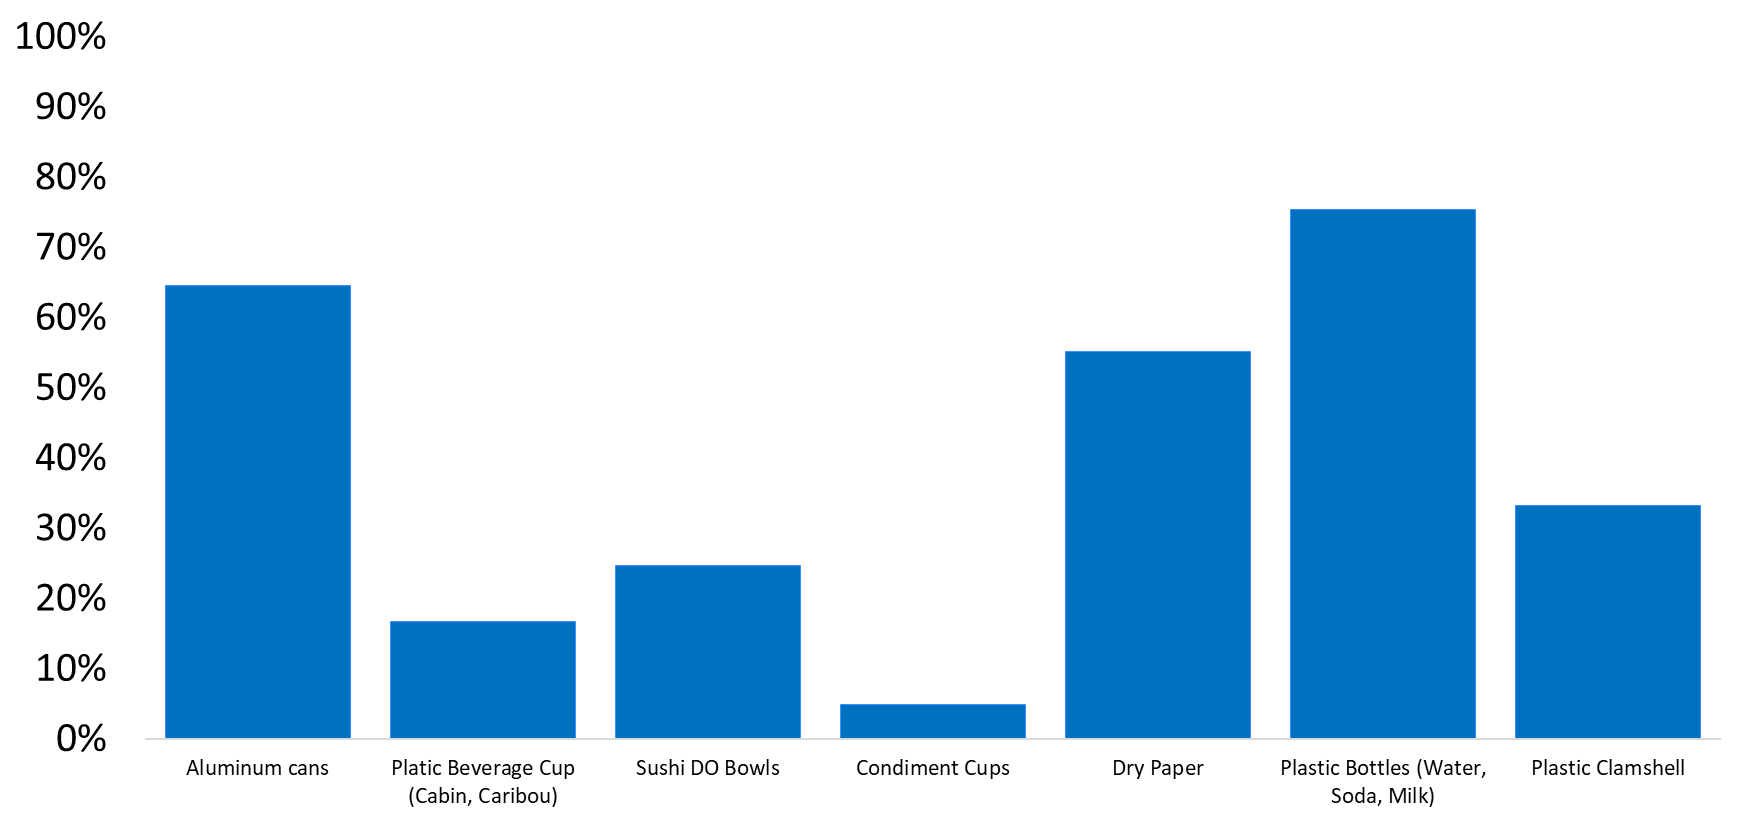 100%
90%
80%
70%
60%
50%
40%
30%
20%
10%
0%
Aluminum cans
Platic Beverage Cup
(Cabin, Caribou)
Sushi DO Bowls
Condiment Cups
Dry Paper
Plastic Bottles (Water,
Soda, Milk)
Plastic Clamshell